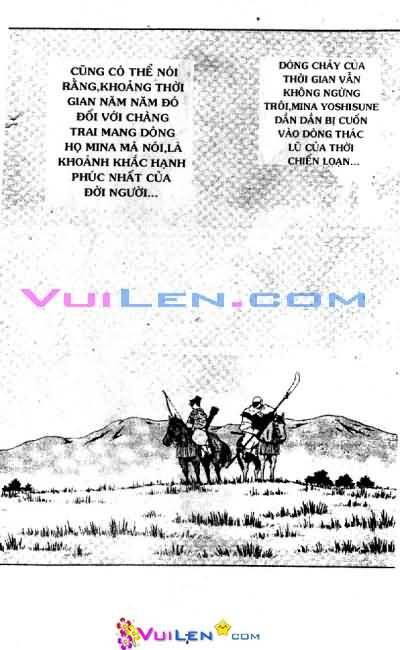 DÒNG CHẢY CỦA
THỜI GIAN VẪN
KHÔNG NGỪNG
TRÔI,MINA YOSHISUNE
DẦN DẦN BỊ CUỐN
VÀO DÒNG THÁC
LŨ CỦA THỜI
CHIẾN LOẠN...
CŨNG CÓ THỂ NÓI
RẰNG,KHOẢNG THỜI
GIAN NĂM NĂM ĐÓ
ĐỐI VỚI CHÀNG
TRAI MANG DÒNG
HỌ MINA MÀ NÓI,LÀ
KHOẢNH KHẮC HẠNH
PHÚC NHẤT CỦA
ĐỜI NGƯỜI...
VUILEN.COM
VUILEN.COM